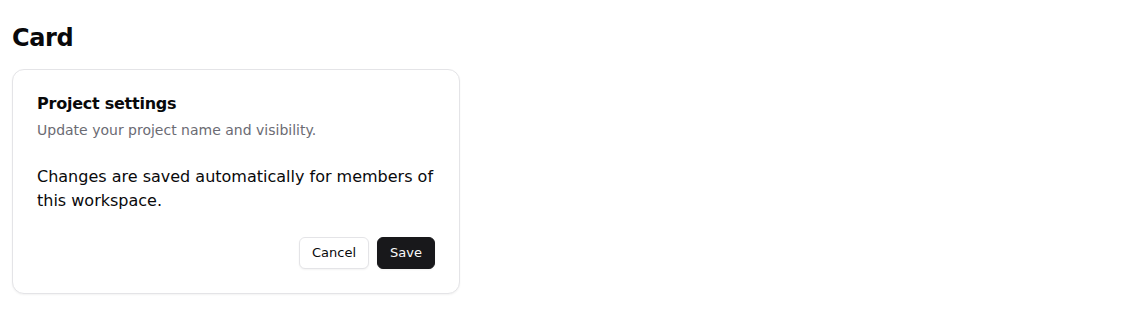 Card
Project settings
Update your project name and visibility.
Changes are saved automatically for members of
this workspace.
Cancel Save